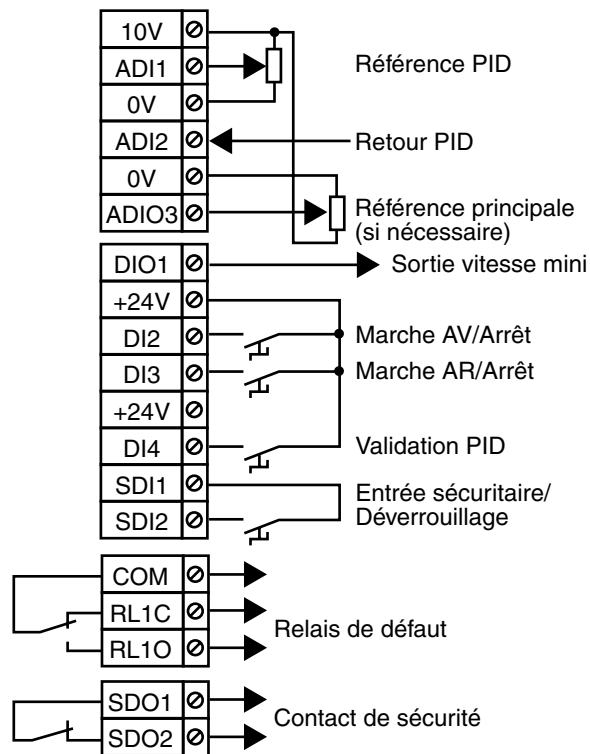 10V
ADI1
Référence PID
0V
ADI2
Retour PID
0V
ADIO3
Référence principale
(si nécessaire)
DIO1
Sortie vitesse mini
+24V
DI2
Marche AV/Arrêt
DI3
Marche AR/Arrêt
+24V
DI4
Validation PID
SDI1
Entrée sécuritaire/
Déverrouillage
SDI2
COM
RL1C
Relais de défaut
RL1O
SDO1
Contact de sécurité
SDO2